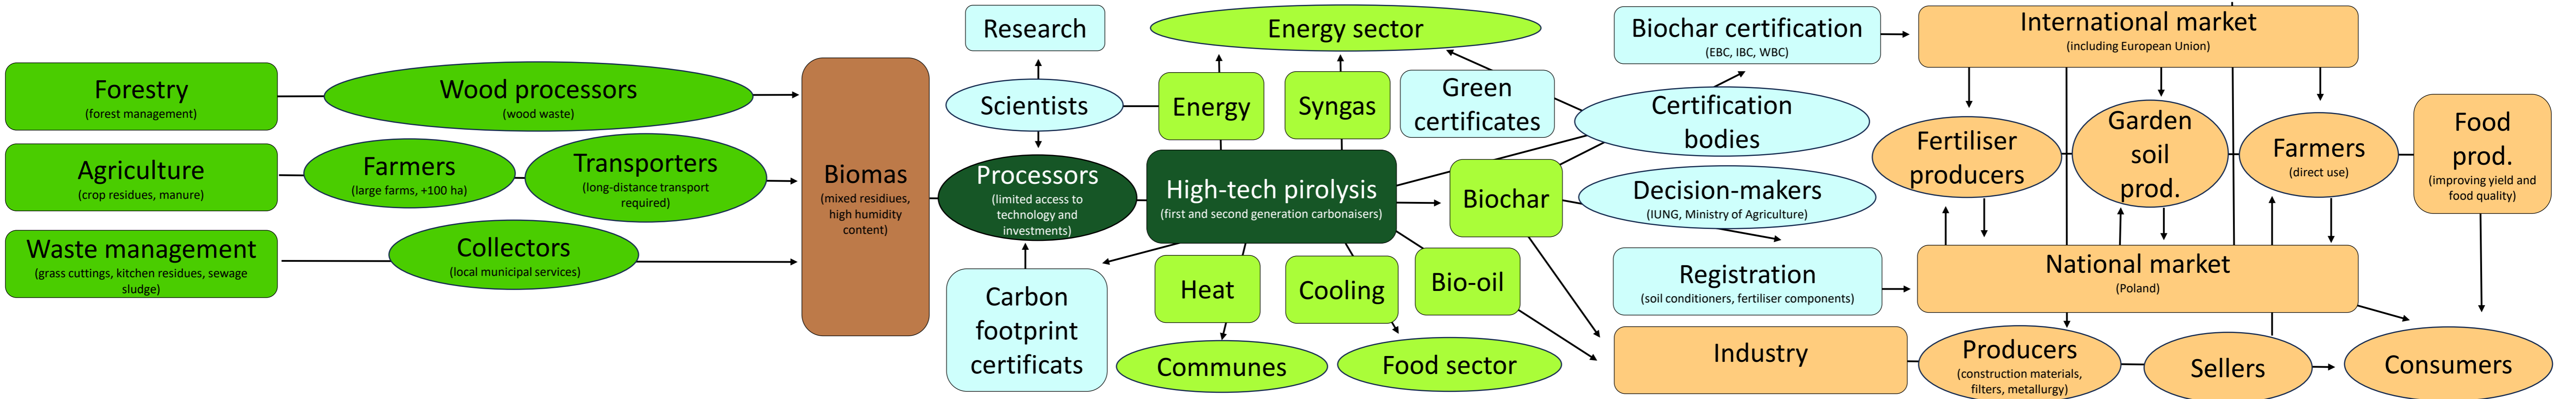 Forestry
(forest management)
Wood processors
(wood waste)
Agriculture
(crop residues, manure)
Farmers
(large farms, +100 ha)
Transporters
(long-distance transport
required)
Waste management
(grass cuttings, kitchen residues, sewage
sludge)
Collectors
(local municipal services)
Biomas
(mixed residiues,
high humidity
content)
Research
Scientists
Processors
(limited access to
technology and
investments)
Carbon
footprint
certificats
Energy sector
Energy
Syngas
Green
certificates
High-tech pirolysis
(first and second generation carbonaisers)
Biochar
Heat
Cooling
Bio-oil
Communes
Food sector
Biochar certification
(EBC, IBC, WBC)
Certification
bodies
Decision-makers
(IUNG, Ministry of Agriculture)
Registration
(soil conditioners, fertiliser components)
Industry
International market
(including European Union)
Fertiliser
producers
Garden
soil
prod.
Farmers
(direct use)
Food
prod.
(improving yield and
food quality)
National market
(Poland)
Producers
(construction materials,
filters, metallurgy)
Sellers
Consumers